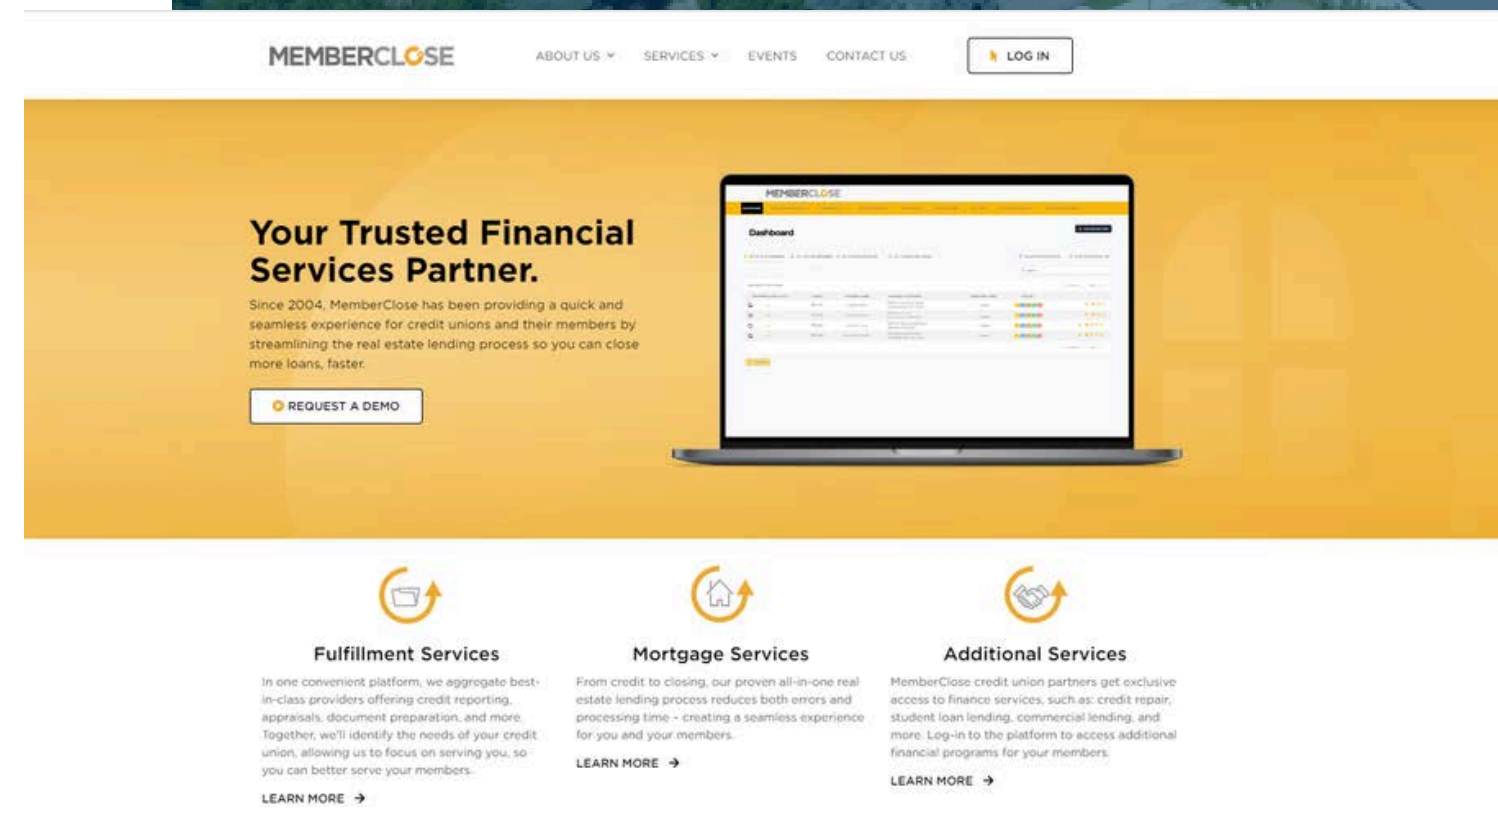 MEMBERCLOSE
ABOUT US
SERVICES
EVENTS
CONTACT US
LOG IN
Your Trusted Financial
Services Partner.
Since 2004, MemberClose has been providing a quick and
seamless experience for credit unions and their members by
streamlining the real estate lending process so you can close
more loans, faster.
REQUEST A DEMO
MEMBERCLOSE
Dashboard
Fulfillment Services
In one convenient platform, we aggregate best-
in-class providers offering credit reporting,
appraisals, document preparation, and more.
Together, we'll identify the needs of your credit
union, allowing us to focus on serving you, so
you can better serve your members.
LEARN MORE →
Mortgage Services
From credit to closing, our proven all-in-one real
estate lending process reduces both errors and
processing time – creating a seamless experience
for you and your members.
LEARN MORE →
Additional Services
MemberClose credit union partners get exclusive
access to finance services, such as: credit repair,
student loan lending, commercial lending, and
more. Log-in to the platform to access additional
financial programs for your members.
LEARN MORE →